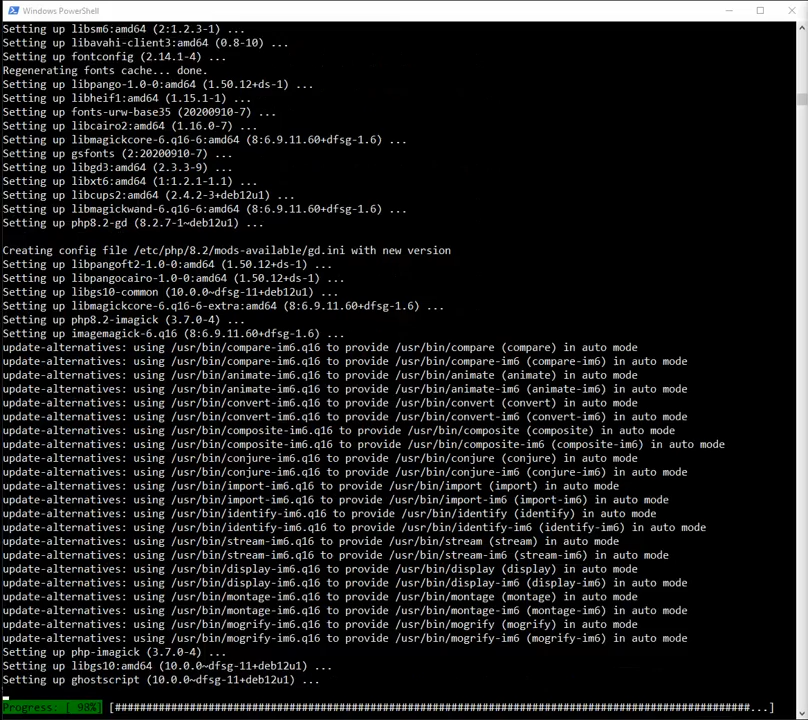 Windows PowerShell
Setting up libsm6:amd64 (2:1.2.3-1) ...
Setting up libavahi-client3:amd64 (0.8-10) ...
Setting up fontconfig (2.14.1-4) ...
Regenerating fonts cache... done.
Setting up libpango-1.0-0:amd64 (1.50.12+ds-1) ...
Setting up libheif1:amd64 (1.15.1-1) ...
Setting up fonts-urw-base35 (20200910-7) ...
Setting up libcairo2:amd64 (1.16.0-7) ...
Setting up libmagickcore-6.q16-6:amd64 (8:6.9.11.60+dfsg-1.6) ...
Setting up gsfonts (2:20200910-7) ...
Setting up libgd3:amd64 (2.3.3-9) ...
Setting up libxt6:amd64 (1:1.2.1-1.1) ...
Setting up libcups2:amd64 (2.4.2-3+deb12u1) ...
Setting up libmagickwand-6.q16-6:amd64 (8:6.9.11.60+dfsg-1.6) ...
Setting up php8.2-gd (8.2.7-1~deb12u1) ...
Creating config file /etc/php/8.2/mods-available/gd.ini with new version
Setting up libpangoft2-1.0-0:amd64 (1.50.12+ds-1) ...
Setting up libpangocairo-1.0-0:amd64 (1.50.12+ds-1) ...
Setting up libgs10-common (10.0.0~dfsg-11+deb12u1) ...
Setting up libmagickcore-6.q16-6-extra:amd64 (8:6.9.11.60+dfsg-1.6) ...
Setting up php8.2-imagick (3.7.0-4) ...
Setting up imagemagick-6.q16 (8:6.9.11.60+dfsg-1.6) ...
update-alternatives: using /usr/bin/compare-im6.q16 to provide /usr/bin/compare (compare) in auto mode
update-alternatives: using /usr/bin/compare-im6.q16 to provide /usr/bin/compare-im6 (compare-im6) in auto mode
update-alternatives: using /usr/bin/animate-im6.q16 to provide /usr/bin/animate (animate) in auto mode
update-alternatives: using /usr/bin/animate-im6.q16 to provide /usr/bin/animate-im6 (animate-im6) in auto mode
update-alternatives: using /usr/bin/convert-im6.q16 to provide /usr/bin/convert (convert) in auto mode
update-alternatives: using /usr/bin/convert-im6.q16 to provide /usr/bin/convert-im6 (convert-im6) in auto mode
update-alternatives: using /usr/bin/composite-im6.q16 to provide /usr/bin/composite (composite) in auto mode
update-alternatives: using /usr/bin/composite-im6.q16 to provide /usr/bin/composite-im6 (composite-im6) in auto mode
update-alternatives: using /usr/bin/conjure-im6.q16 to provide /usr/bin/conjure (conjure) in auto mode
update-alternatives: using /usr/bin/conjure-im6.q16 to provide /usr/bin/conjure-im6 (conjure-im6) in auto mode
update-alternatives: using /usr/bin/import-im6.q16 to provide /usr/bin/import (import) in auto mode
update-alternatives: using /usr/bin/import-im6.q16 to provide /usr/bin/import-im6 (import-im6) in auto mode
update-alternatives: using /usr/bin/identify-im6.q16 to provide /usr/bin/identify (identify) in auto mode
update-alternatives: using /usr/bin/identify-im6.q16 to provide /usr/bin/identify-im6 (identify-im6) in auto mode
update-alternatives: using /usr/bin/stream-im6.q16 to provide /usr/bin/stream (stream) in auto mode
update-alternatives: using /usr/bin/stream-im6.q16 to provide /usr/bin/stream-im6 (stream-im6) in auto mode
update-alternatives: using /usr/bin/display-im6.q16 to provide /usr/bin/display (display) in auto mode
update-alternatives: using /usr/bin/display-im6.q16 to provide /usr/bin/display-im6 (display-im6) in auto mode
update-alternatives: using /usr/bin/montage-im6.q16 to provide /usr/bin/montage (montage) in auto mode
update-alternatives: using /usr/bin/montage-im6.q16 to provide /usr/bin/montage-im6 (montage-im6) in auto mode
update-alternatives: using /usr/bin/mogrify-im6.q16 to provide /usr/bin/mogrify (mogrify) in auto mode
update-alternatives: using /usr/bin/mogrify-im6.q16 to provide /usr/bin/mogrify-im6 (mogrify-im6) in auto mode
Setting up php-imagick (3.7.0-4) ...
Setting up libgs10:amd64 (10.0.0~dfsg-11+deb12u1) ...
Setting up ghostscript (10.0.0~dfsg-11+deb12u1) ...
Progress: [ 98%] [######################################################################################################...]